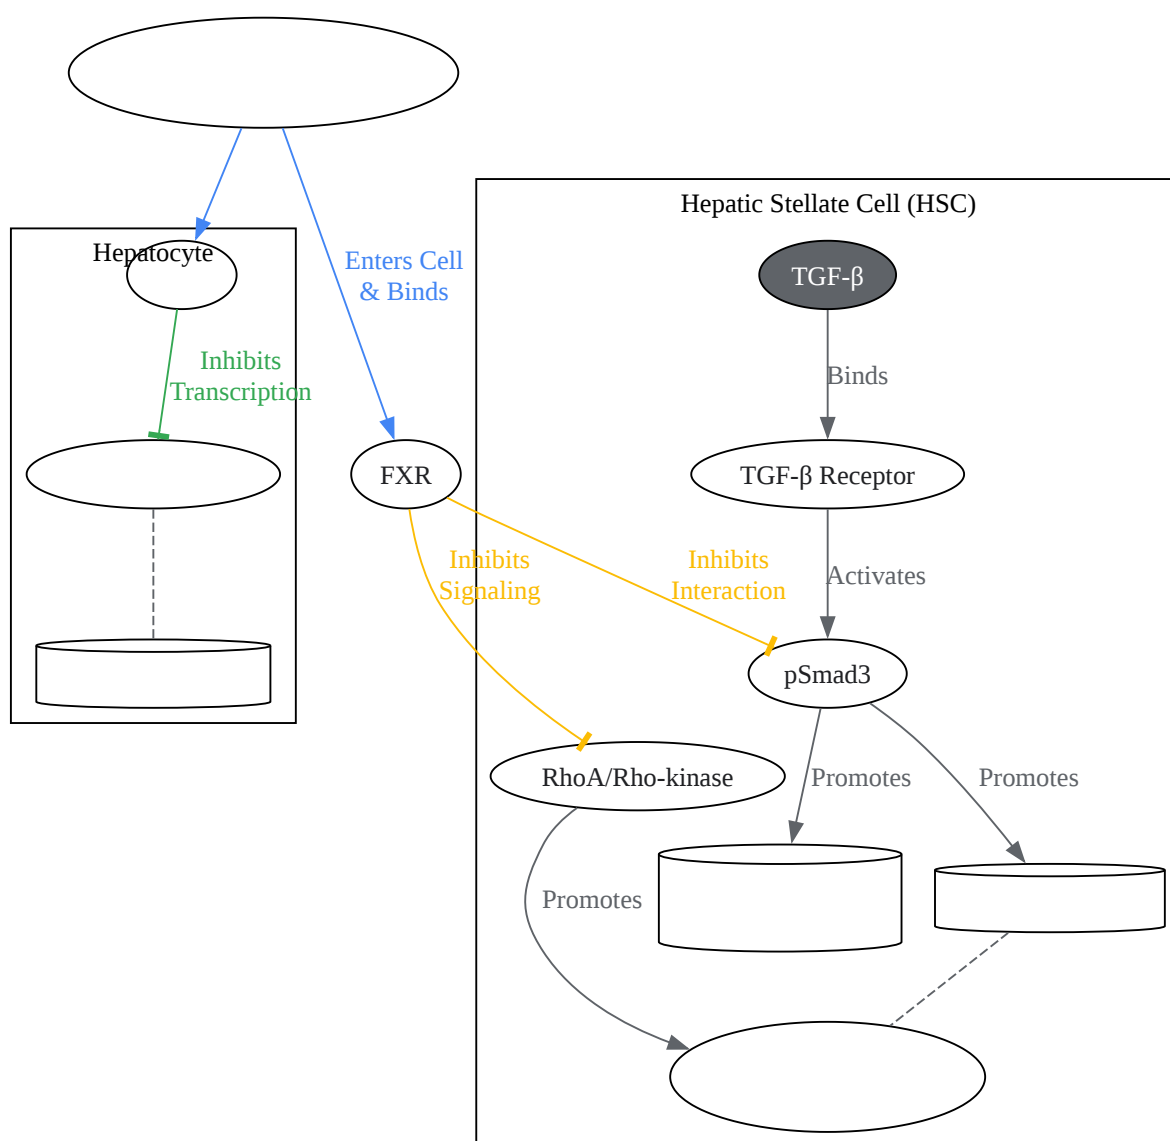 Hepatic Stellate Cell (HSC)
Hepatocyte
TGF-β
Enters Cell
& Binds
Inhibits
Transcription
Binds
FXR
TGF-β Receptor
Inhibits
Signaling
Inhibits
Interaction
Activates
pSmad3
RhoA/Rho-kinase
Promotes
Promotes
Promotes